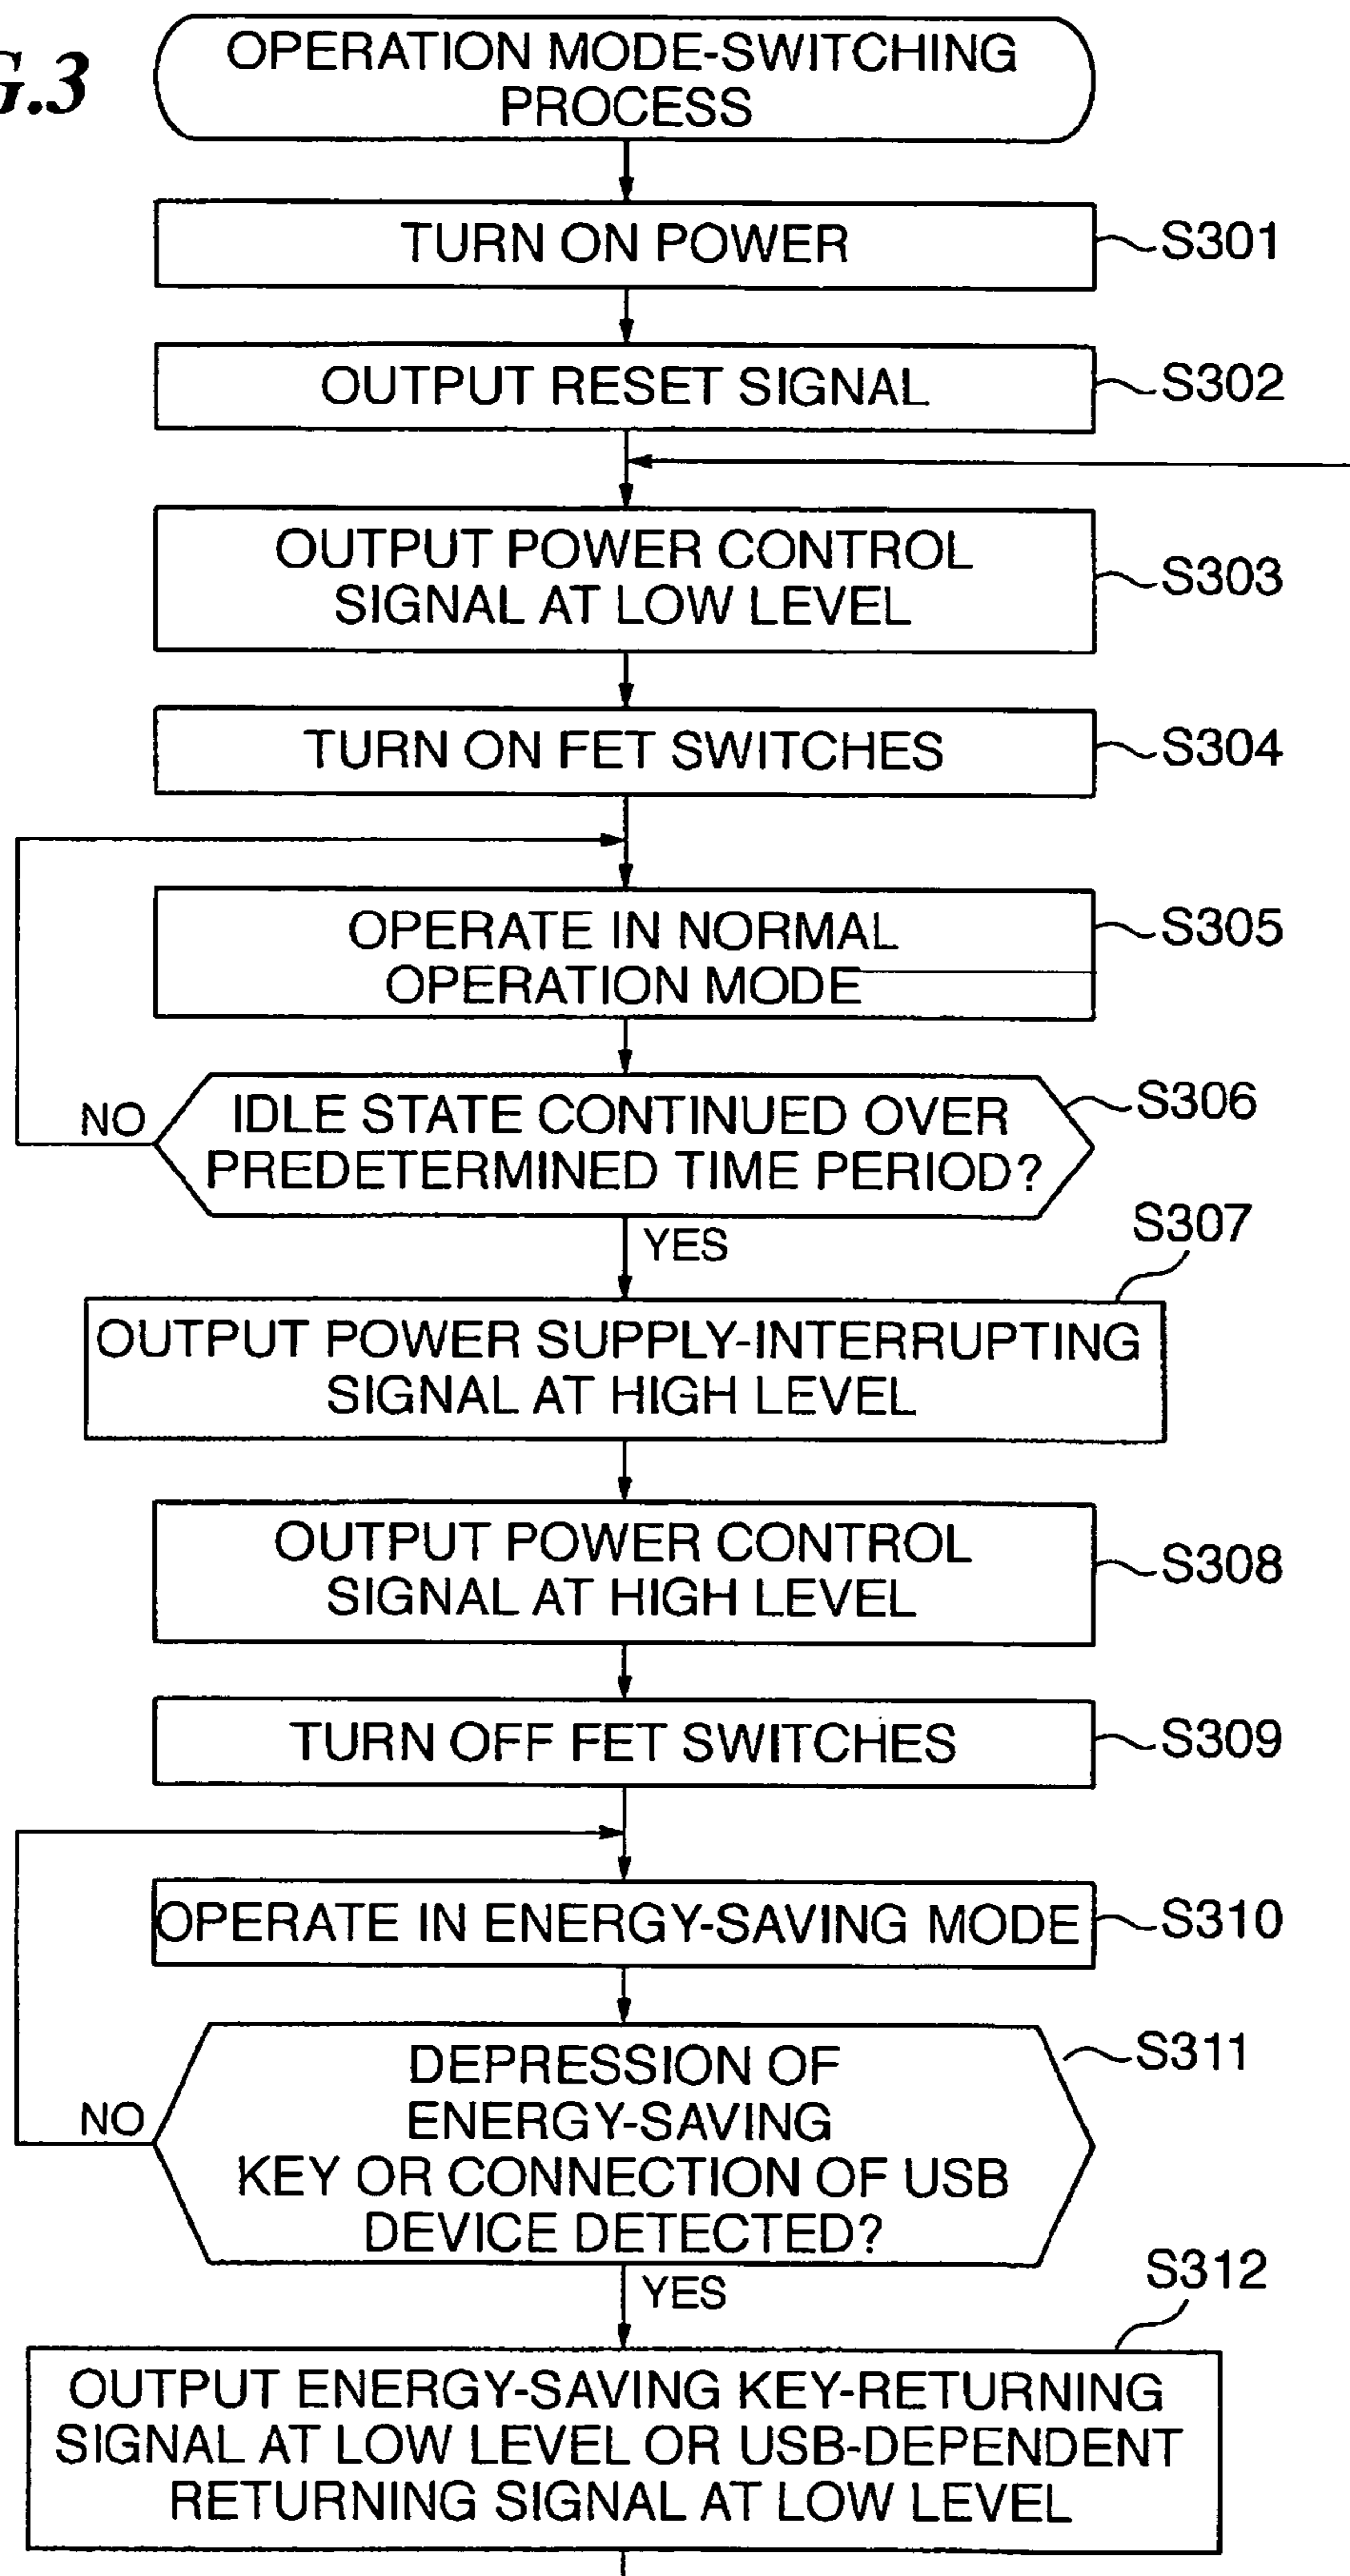 G.3
OPERATION MODE-SWITCHING
PROCESS
TURN ON POWER
S301
OUTPUT RESET SIGNAL
S302
OUTPUT POWER CONTROL
SIGNAL AT LOW LEVEL
S303
TURN ON FET SWITCHES
S304
OPERATE IN NORMAL
OPERATION MODE
S305
IDLE STATE CONTINUED OVER
PREDETERMINED TIME PERIOD?
S306
NO
YES
S307
OUTPUT POWER SUPPLY-INTERRUPTING
SIGNAL AT HIGH LEVEL
OUTPUT POWER CONTROL
SIGNAL AT HIGH LEVEL
S308
TURN OFF FET SWITCHES
S309
OPERATE IN ENERGY-SAVING MODE
S310
DEPRESSION OF
ENERGY-SAVING
KEY OR CONNECTION OF USB
DEVICE DETECTED?
S311
NO
YES
S312
OUTPUT ENERGY-SAVING KEY-RETURNING
SIGNAL AT LOW LEVEL OR USB-DEPENDENT
RETURNING SIGNAL AT LOW LEVEL